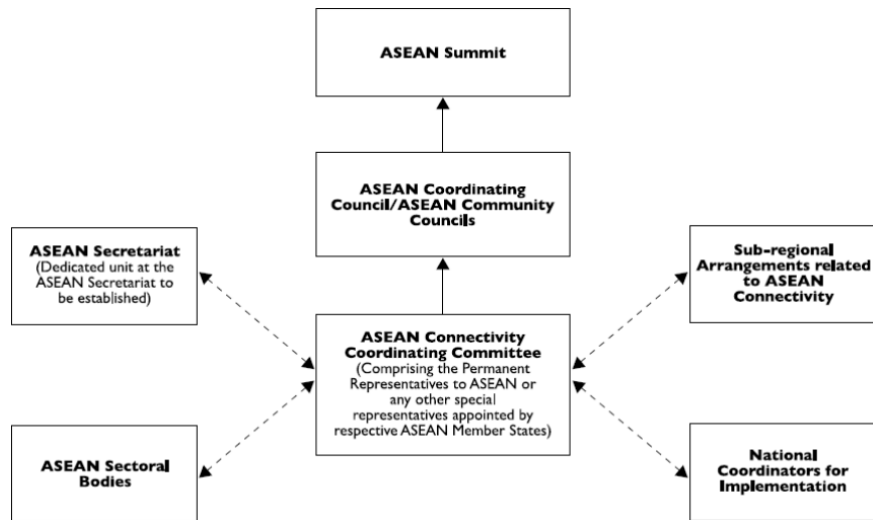 ASEAN Summit
ASEAN Coordinating
Council/ASEAN Community
Councils
ASEAN Secretariat
(Dedicated unit at the
ASEAN Secretariat to
be established)
Sub-regional
Arrangements related
to ASEAN
Connectivity
ASEAN Connectivity
Coordinating Committee
(Comprising the Permanent
Representatives to ASEAN or
any other special
representatives appointed by
respective ASEAN Member States)
ASEAN Sectoral
Bodies
National
Coordinators for
Implementation